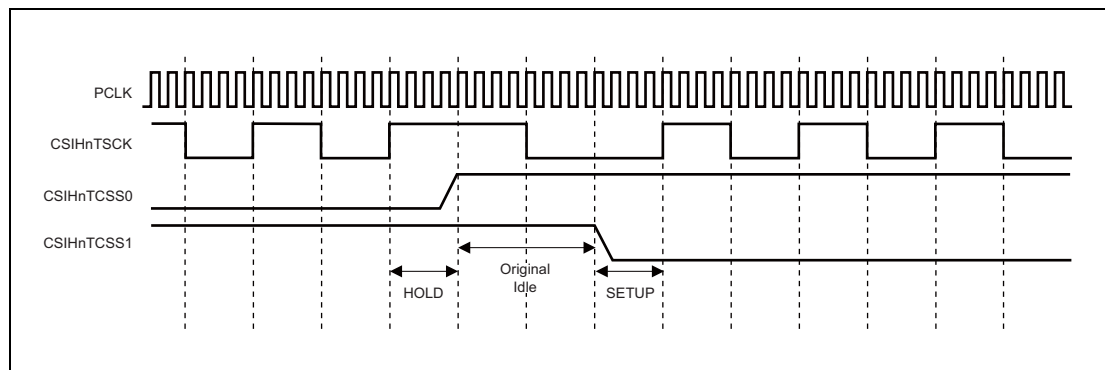 PCLK
CSIHnTSCK
CSIHnTCSS0
CSIHnTCSS1
HOLD
Original
Idle
SETUP